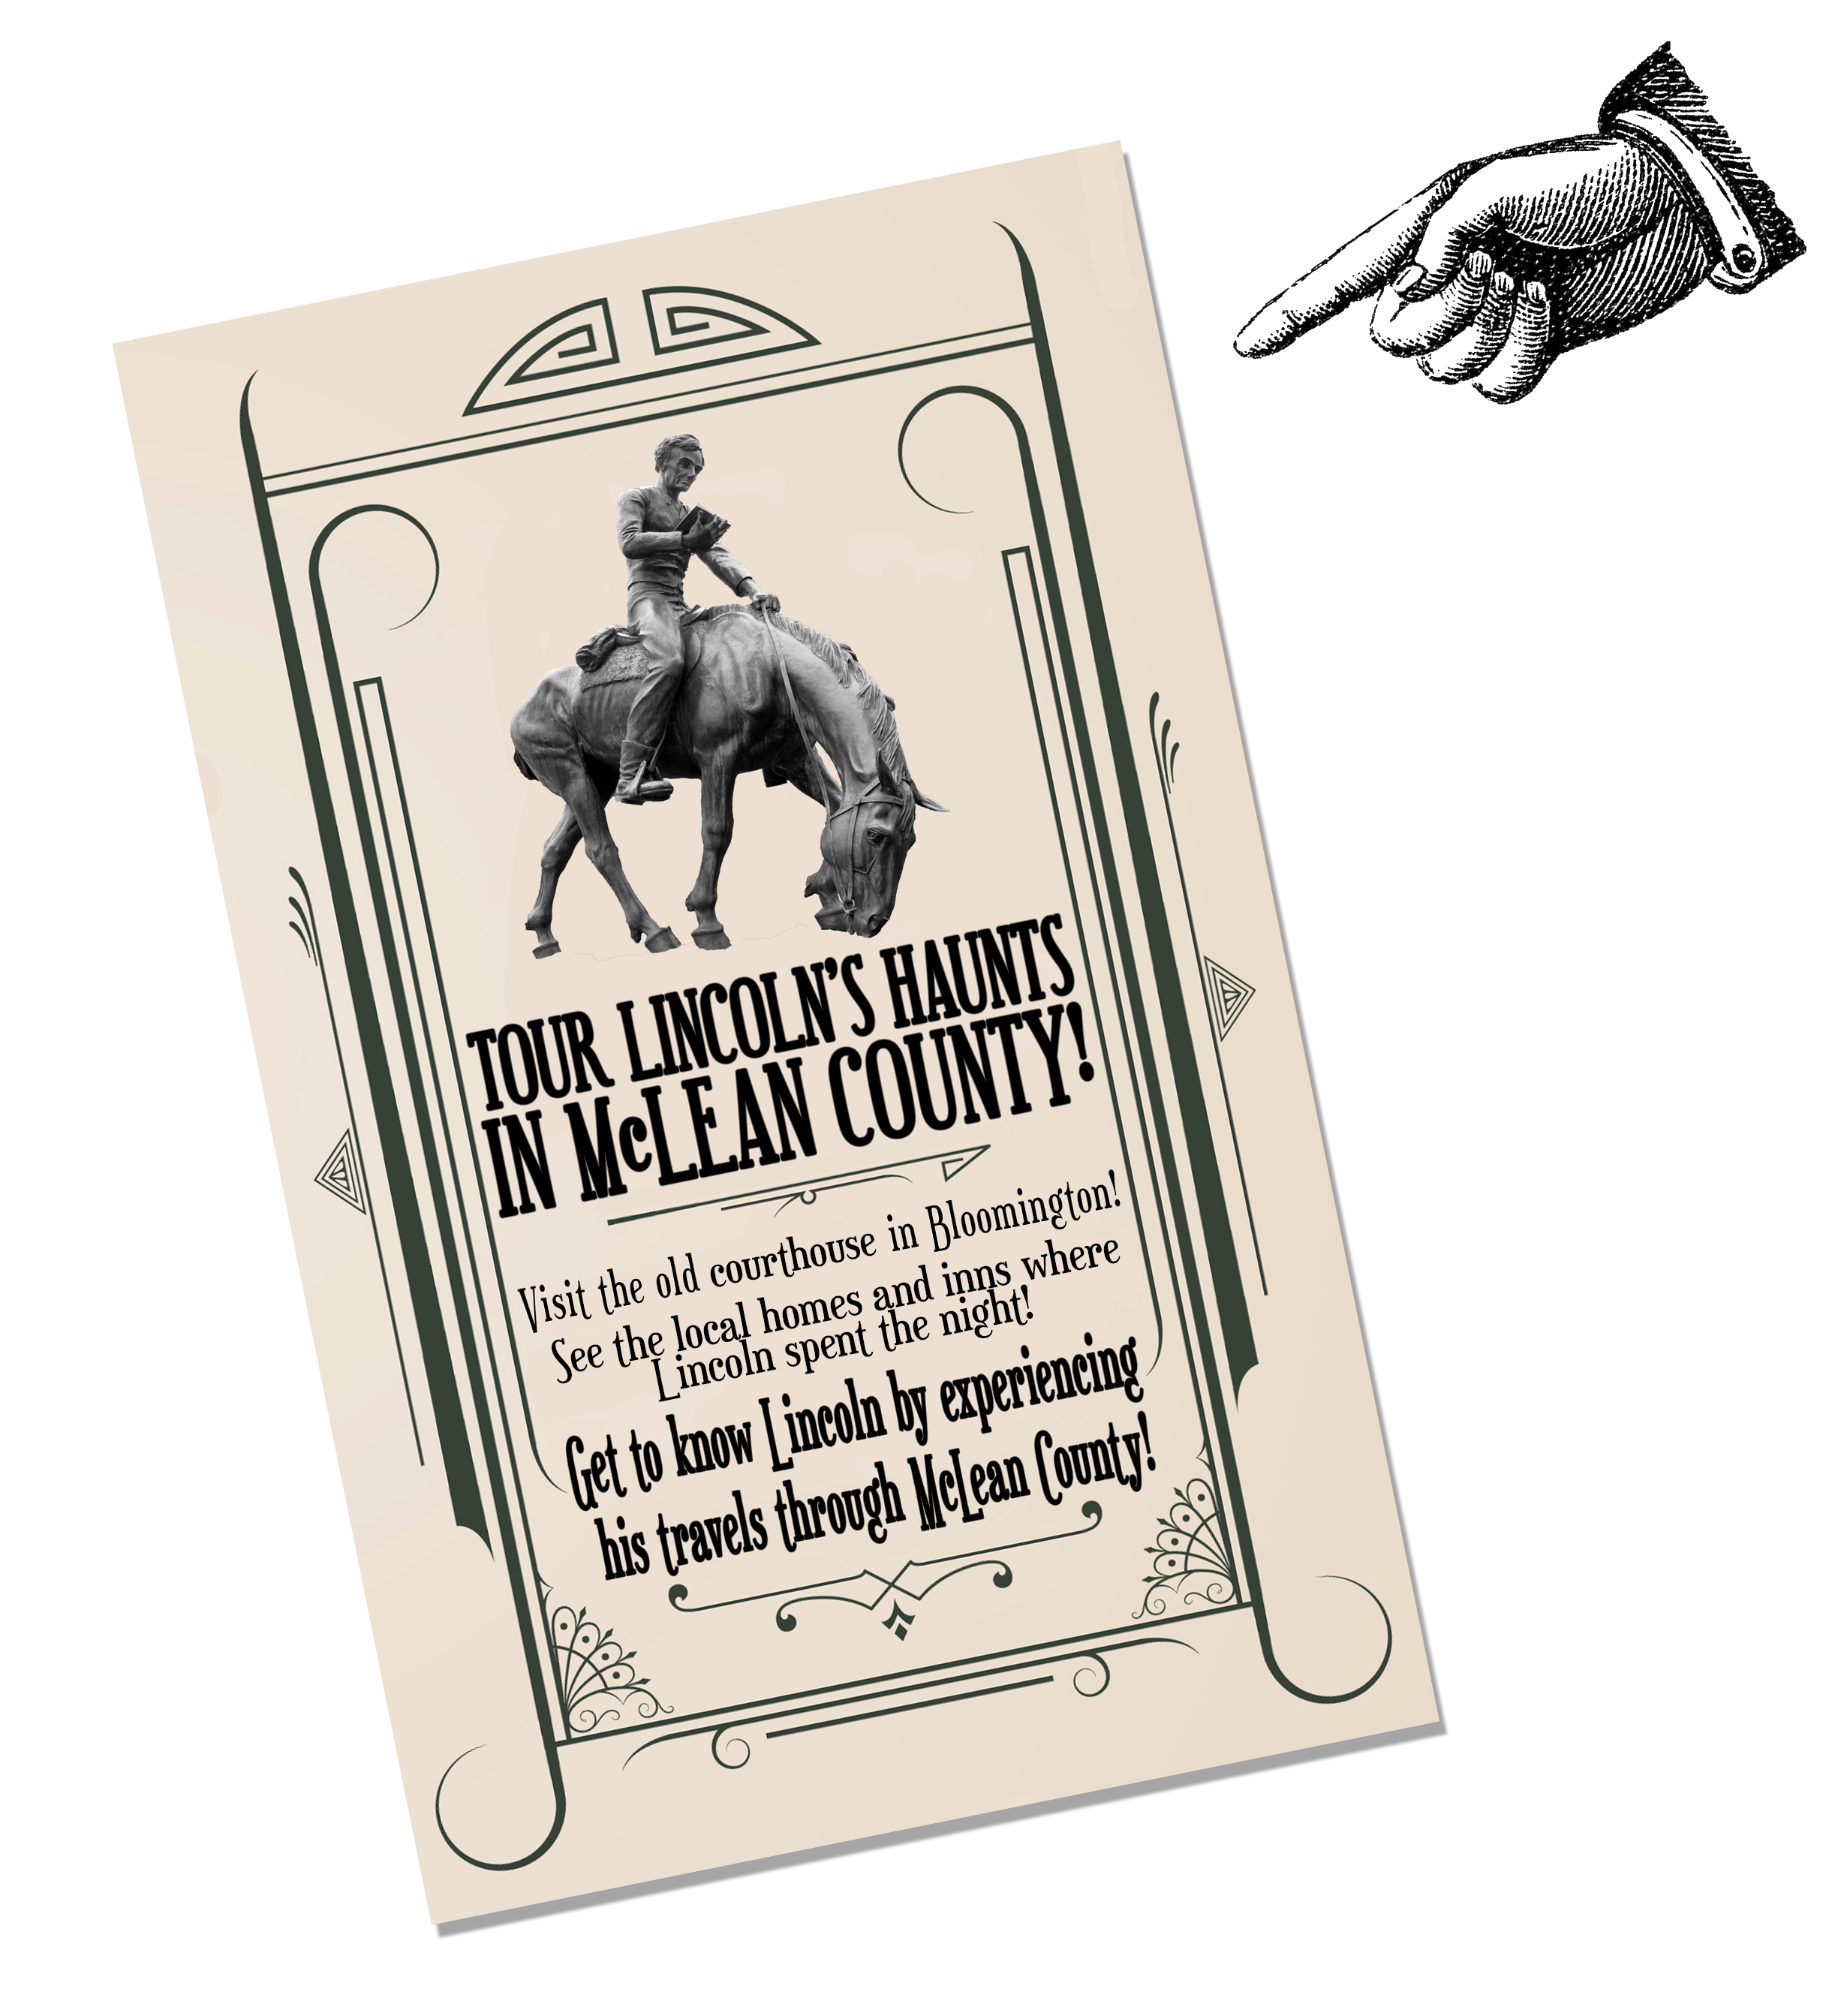 TOUR LINCOLN'S HAUNTS
IN McLEAN COUNTY!
Visit the old courthouse in Bloomington!
See the local homes and inns where
Lincoln spent the night!
Get to know Lincoln by experiencing
his travels through McLean County!